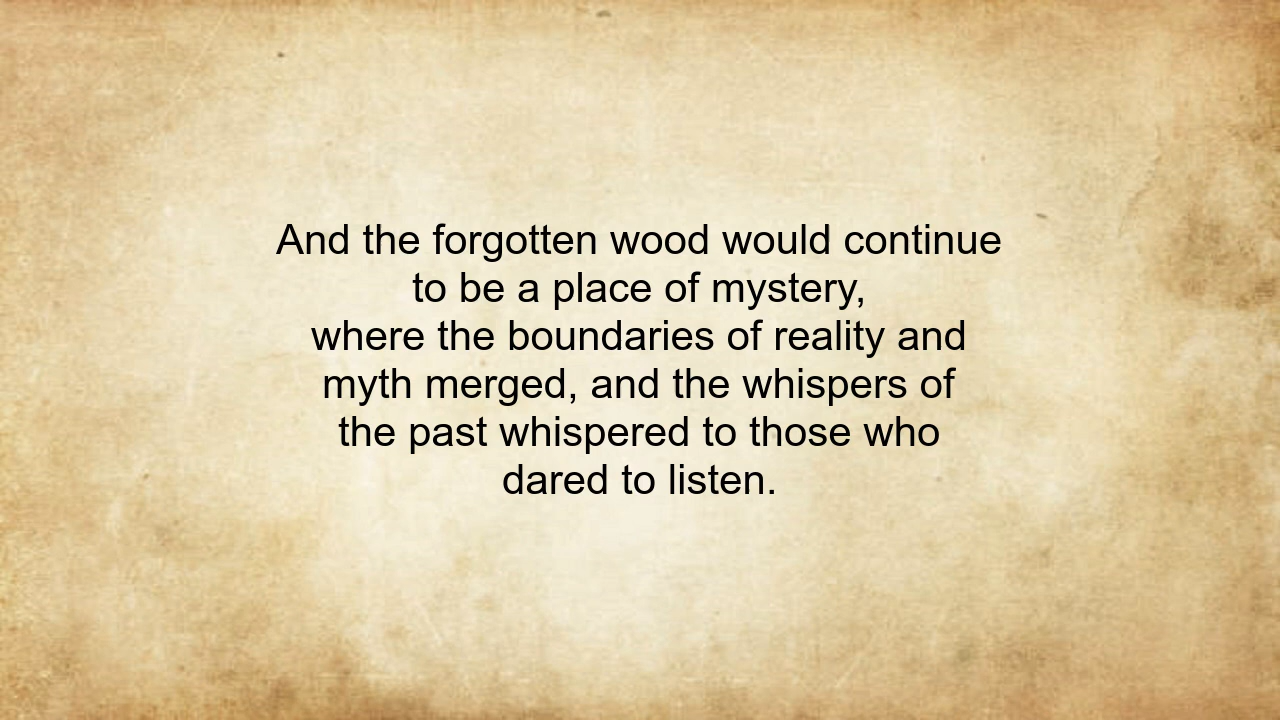 And the forgotten wood would continue
to be a place of mystery,
where the boundaries of reality and
myth merged, and the whispers of
the past whispered to those who
dared to listen.